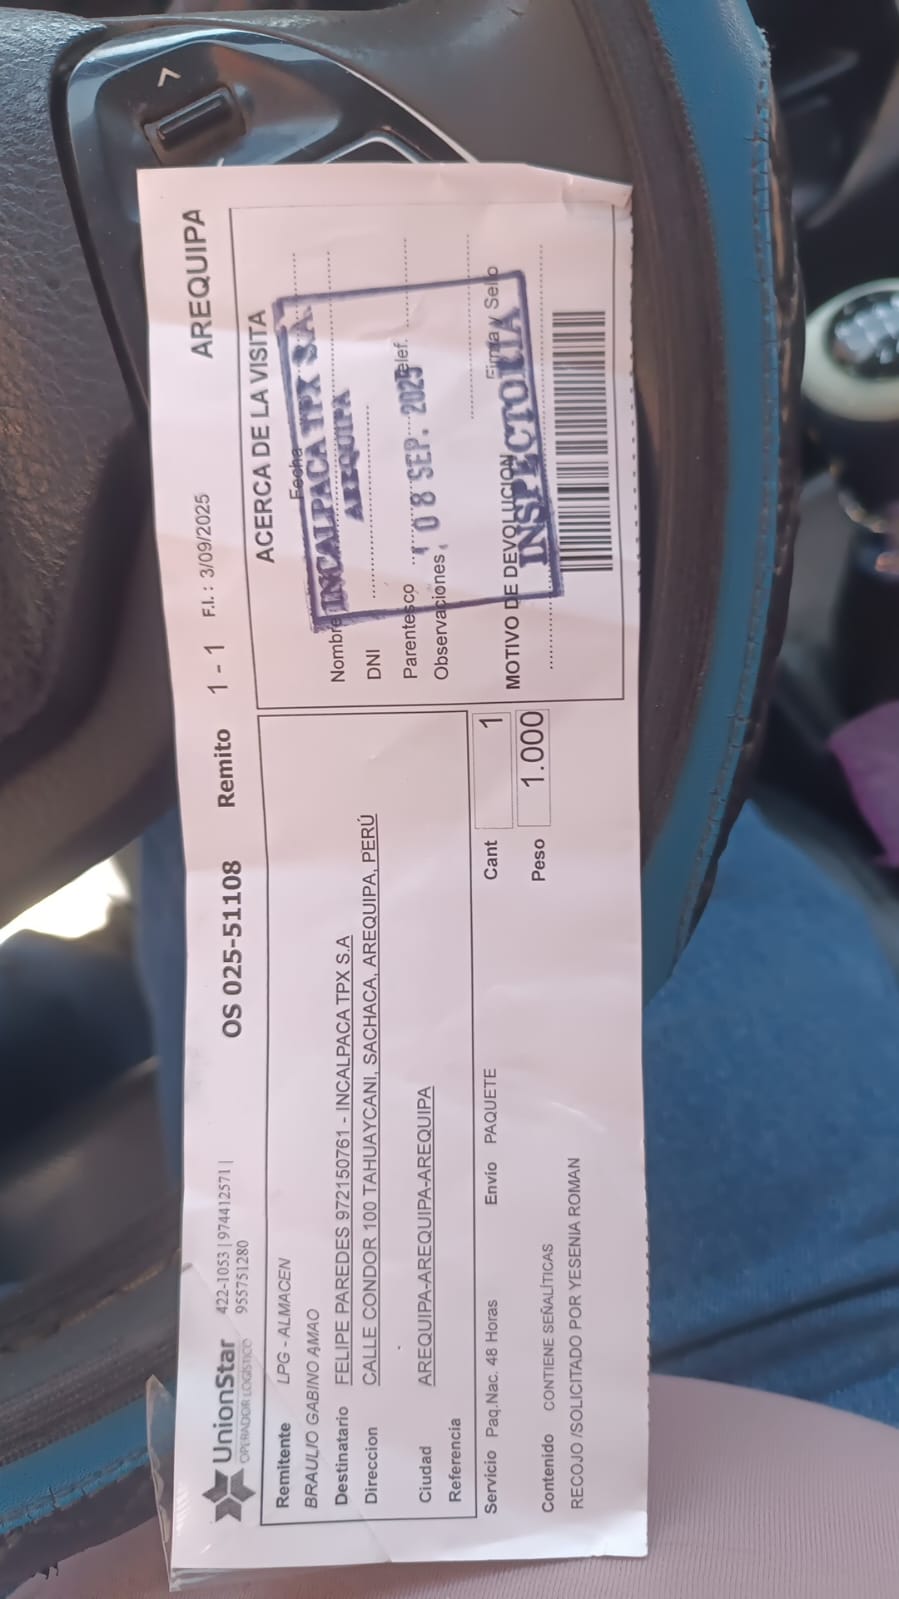 UnionStar
OPERADOR LOGÍSTICO
422-1053 | 974412571 |
955751280
OS 025-51108
Remito 1 - 1
F.I. : 3/09/2025
AREQUIPA
Remitente LPG - ALMACEN
BRAULIO GABINO AMAO
Destinatario FELIPE PAREDES 972150761 - INCALPACA TPX S.A
Direccion CALLE CONDOR 100 TAHUAYCANI, SACHACA, AREQUIPA, PERÚ
Ciudad AREQUIPA-AREQUIPA-AREQUIPA
Referencia
Servicio Paq.Nac. 48 Horas
Envío PAQUETE
Cant 1
Contenido CONTIENE SEÑALÍTICAS
Peso 1.000
RECOJO /SOLICITADO POR YESENIA ROMAN
ACERCA DE LA VISITA
Fecha
Nombre
DNI
Parentesco
Telef.
Observaciones
Firma y Sello
MOTIVO DE DEVOLUCION
INCALPACA TPX S.A.
AREQUIPA
08 SEP. 2025
INSPECTORIA